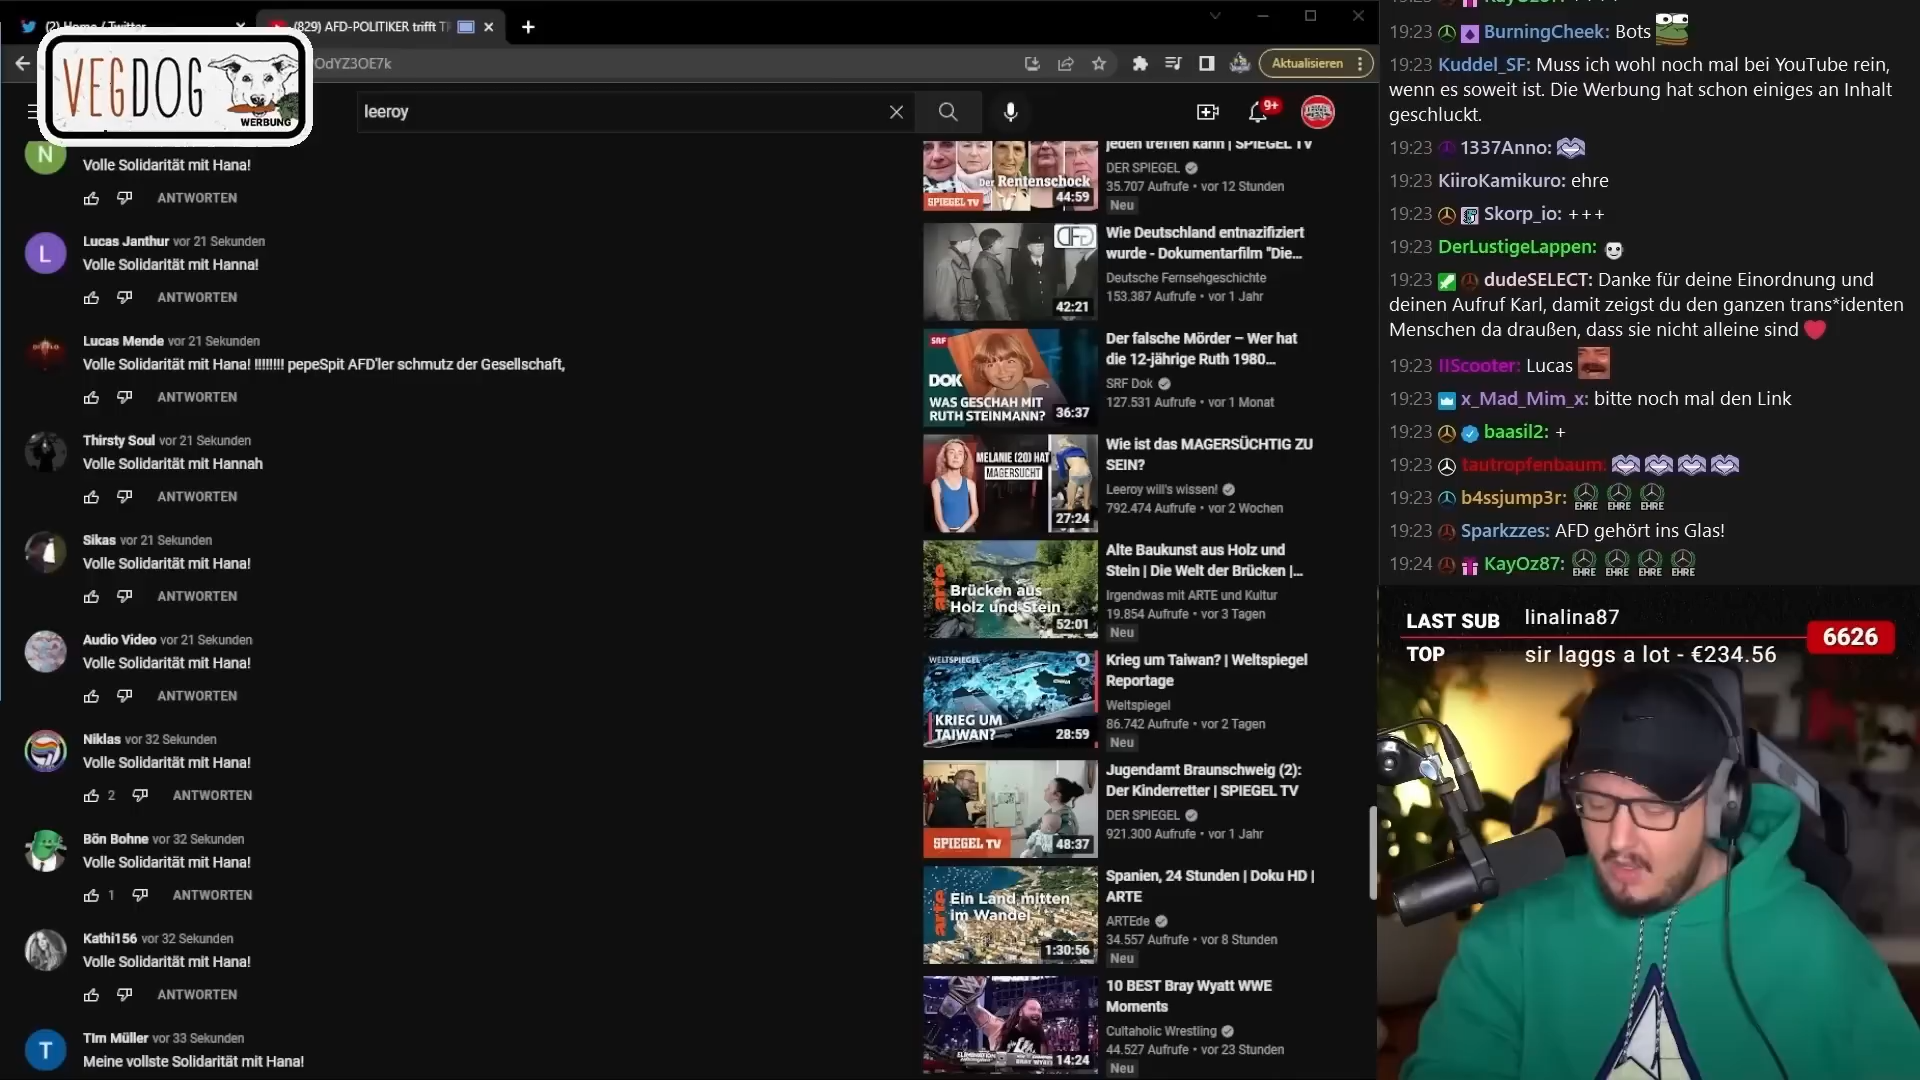 (2) Home / Twitter
(829) AFD-POLITIKER trifft T
OdYZ3OE7k
Aktualisieren
VEGDOG
WERBUNG
leeroy
9+
N
Volle Solidarität mit Hana!
ANTWORTEN
L
Lucas Janthur vor 21 Sekunden
Volle Solidarität mit Hanna!
ANTWORTEN
Lucas Mende vor 21 Sekunden
Volle Solidarität mit Hana! !!!!!!!! pepeSpit AFD'ler schmutz der Gesellschaft,
ANTWORTEN
Thirsty Soul vor 21 Sekunden
Volle Solidarität mit Hannah
ANTWORTEN
Sikas vor 21 Sekunden
Volle Solidarität mit Hana!
ANTWORTEN
Audio Video vor 21 Sekunden
Volle Solidarität mit Hana!
ANTWORTEN
Niklas vor 32 Sekunden
Volle Solidarität mit Hana!
2 ANTWORTEN
Bön Bohne vor 32 Sekunden
Volle Solidarität mit Hana!
1 ANTWORTEN
Kathi156 vor 32 Sekunden
Volle Solidarität mit Hana!
ANTWORTEN
T
TIm Müller vor 33 Sekunden
Meine vollste Solidarität mit Hana!
Der Rentenschock
SPIEGEL TV
44:59
jeden treffen kann | SPIEGEL TV
DER SPIEGEL
35.707 Aufrufe • vor 12 Stunden
Neu
42:21
Wie Deutschland entnazifiziert
wurde - Dokumentarfilm "Die...
Deutsche Fernsehgeschichte
153.387 Aufrufe • vor 1 Jahr
SRF
DOK
WAS GESCHAH MIT
RUTH STEINMANN?
36:37
Der falsche Mörder – Wer hat
die 12-jährige Ruth 1980...
SRF Dok
127.531 Aufrufe • vor 1 Monat
MELANIE (20) HAT
MAGERSUCHT
27:24
Wie ist das MAGERSÜCHTIG ZU
SEIN?
Leeroy will's wissen!
792.474 Aufrufe • vor 2 Wochen
arte
Brücken aus
Holz und Stein
52:01
Alte Baukunst aus Holz und
Stein | Die Welt der Brücken |...
Irgendwas mit ARTE und Kultur
19.854 Aufrufe • vor 3 Tagen
Neu
WELTSPIEGEL
KRIEG UM
TAIWAN?
28:59
Krieg um Taiwan? | Weltspiegel
Reportage
Weltspiegel
86.742 Aufrufe • vor 2 Tagen
Neu
SPIEGEL TV
48:37
Jugendamt Braunschweig (2):
Der Kinderretter | SPIEGEL TV
DER SPIEGEL
921.300 Aufrufe • vor 1 Jahr
arte
Ein Land mitten
im Wandel
1:30:56
Spanien, 24 Stunden | Doku HD |
ARTE
ARTEde
34.557 Aufrufe • vor 8 Stunden
Neu
14:24
10 BEST Bray Wyatt WWE
Moments
Cultaholic Wrestling
44.527 Aufrufe • vor 23 Stunden
Neu
19:23 BurningCheek: Bots
19:23 Kuddel_SF: Muss ich wohl noch mal bei YouTube rein,
wenn es soweit ist. Die Werbung hat schon einiges an Inhalt
geschluckt.
19:23 1337Anno:
19:23 KiiroKamikuro: ehre
19:23 Skorp_io: +++
19:23 DerLustigeLappen:
19:23 dudeSELECT: Danke für deine Einordnung und
deinen Aufruf Karl, damit zeigst du den ganzen trans*identen
Menschen da draußen, dass sie nicht alleine sind
19:23 IIScooter: Lucas
19:23 x_Mad_Mim_x: bitte noch mal den Link
19:23 baasil2: +
19:23 tautropfenbaum:
19:23 b4ssjump3r: EHRE EHRE EHRE
19:23 Sparkzzes: AFD gehört ins Glas!
19:24 KayOz87: EHRE EHRE EHRE EHRE
LAST SUB linalina87
6626
TOP sir laggs a lot - €234.56